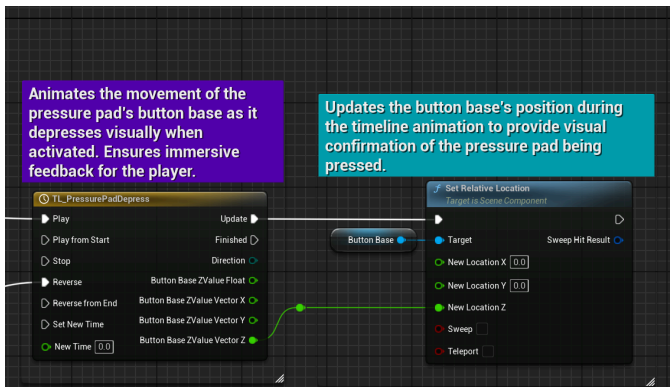 Animates the movement of the
pressure pad's button base as it
depresses visually when
activated. Ensures immersive
feedback for the player.
Updates the button base's position during
the timeline animation to provide visual
confirmation of the pressure pad being
pressed.
TL_PressurePadDepress
Play
Update
Play from Start
Finished
Stop
Direction
Reverse
Button Base ZValue Float
Reverse from End
Button Base ZValue Vector X
Set New Time
Button Base ZValue Vector Y
New Time 0.0
Button Base ZValue Vector Z
Button Base
f Set Relative Location
Target is Scene Component
Target
Sweep Hit Result
New Location X 0.0
New Location Y 0.0
New Location Z
Sweep
Teleport